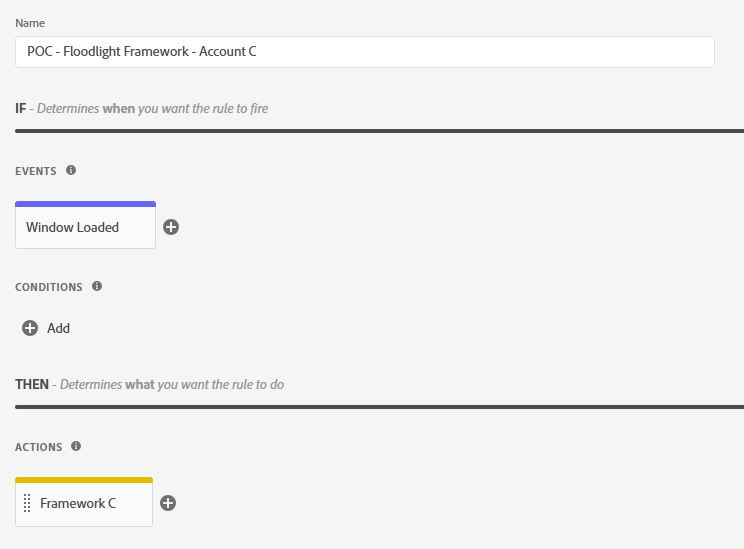 Name
POC - Floodlight Framework - Account C
IF - Determines when you want the rule to fire
EVENTS
Window Loaded
CONDITIONS
Add
THEN - Determines what you want the rule to do
ACTIONS
Framework C